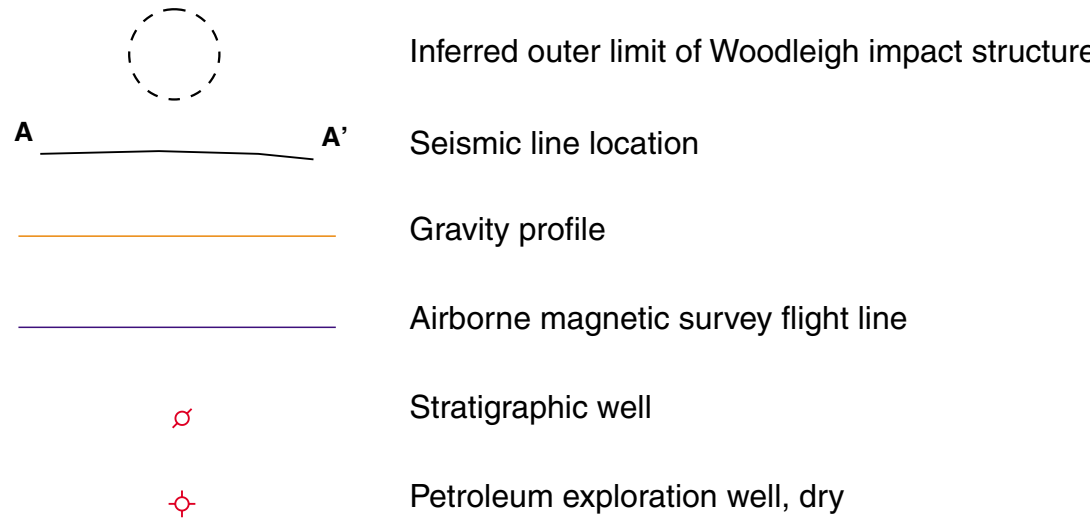 Inferred outer limit of Woodleigh impact structure
A A’ Seismic line location
Gravity profile
Airborne magnetic survey flight line
Stratigraphic well
Petroleum exploration well, dry